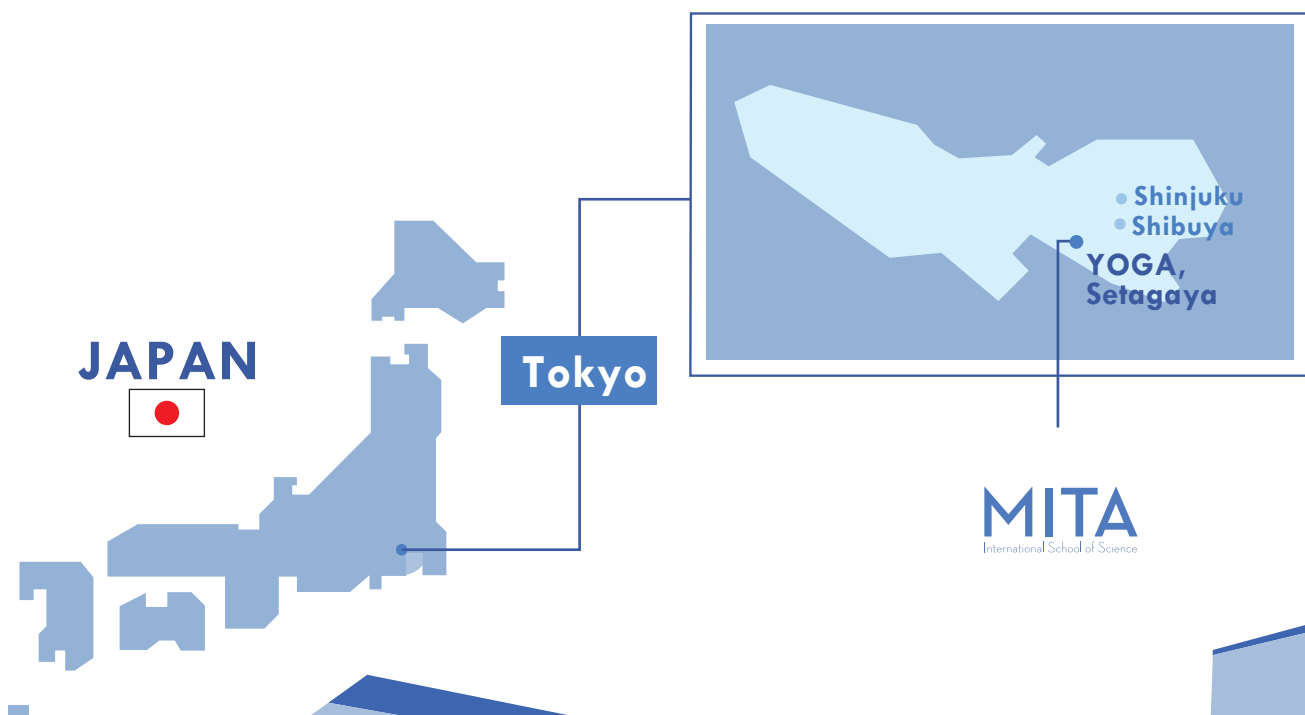 JAPAN
Tokyo
Shinjuku
Shibuya
YOGA,
Setagaya
MITA
International School of Science